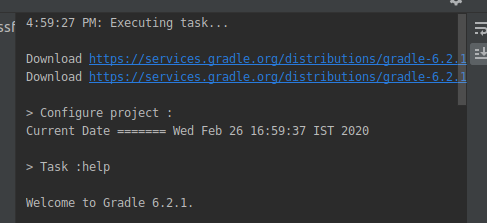 4:59:27 PM: Executing task...
Download https://services.gradle.org/distributions/gradle-6.2.1
Download https://services.gradle.org/distributions/gradle-6.2.1
> Configure project :
Current Date ======= Wed Feb 26 16:59:37 IST 2020
> Task :help
Welcome to Gradle 6.2.1.